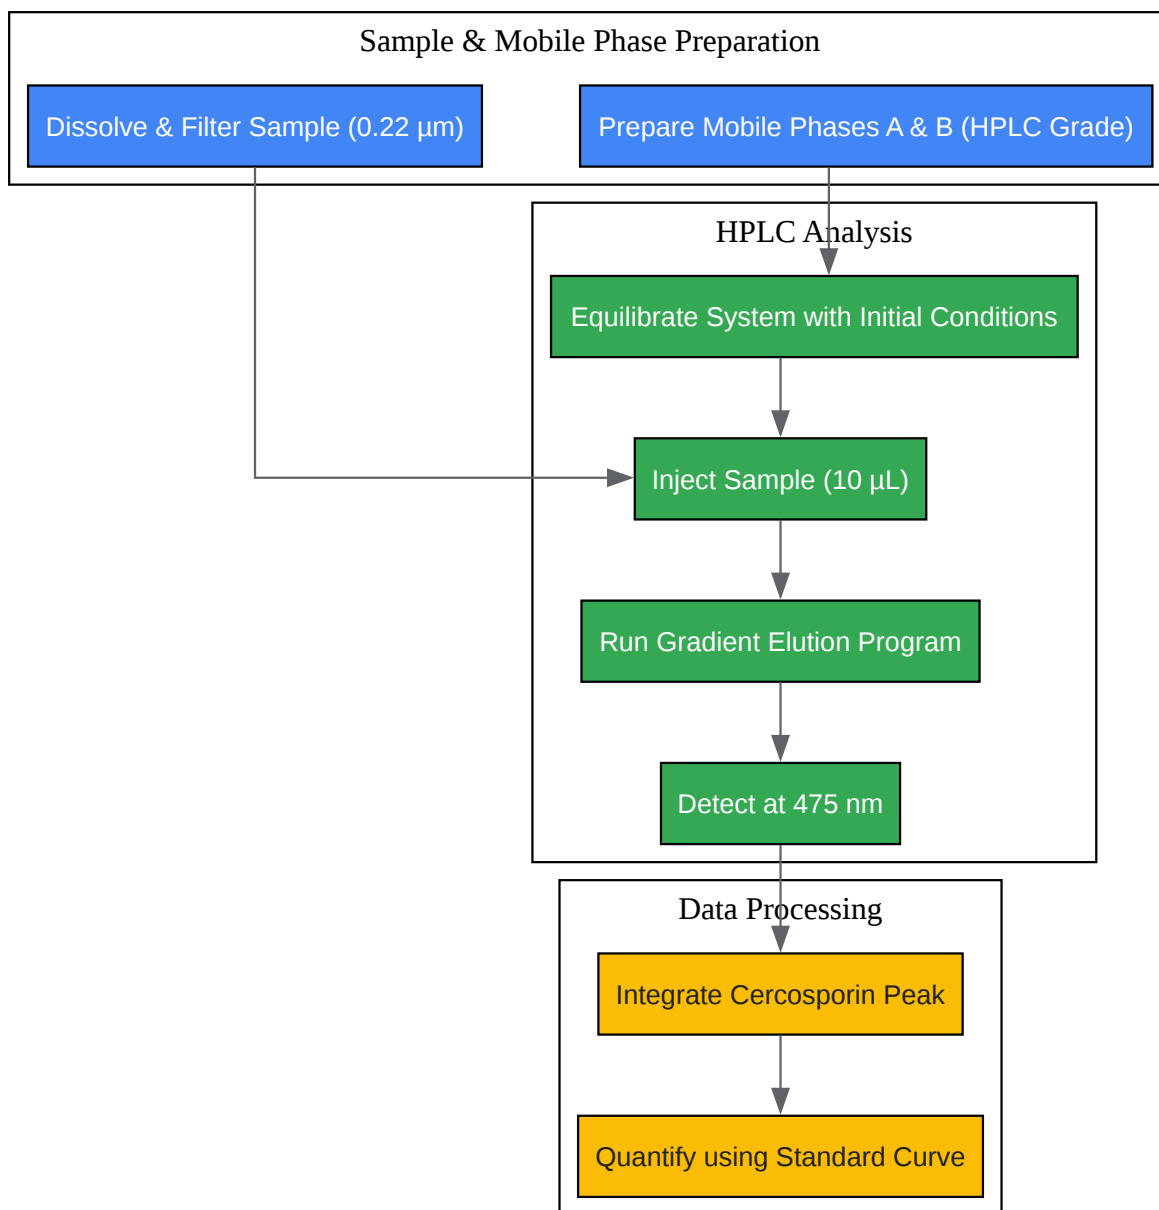 Sample & Mobile Phase Preparation
Dissolve & Filter Sample (0.22 µm)
Prepare Mobile Phases A & B (HPLC Grade)
HPLC Analysis
Equilibrate System with Initial Conditions
Inject Sample (10 µL)
Run Gradient Elution Program
Detect at 475 nm
Data Processing
Integrate Cercosporin Peak
Quantify using Standard Curve